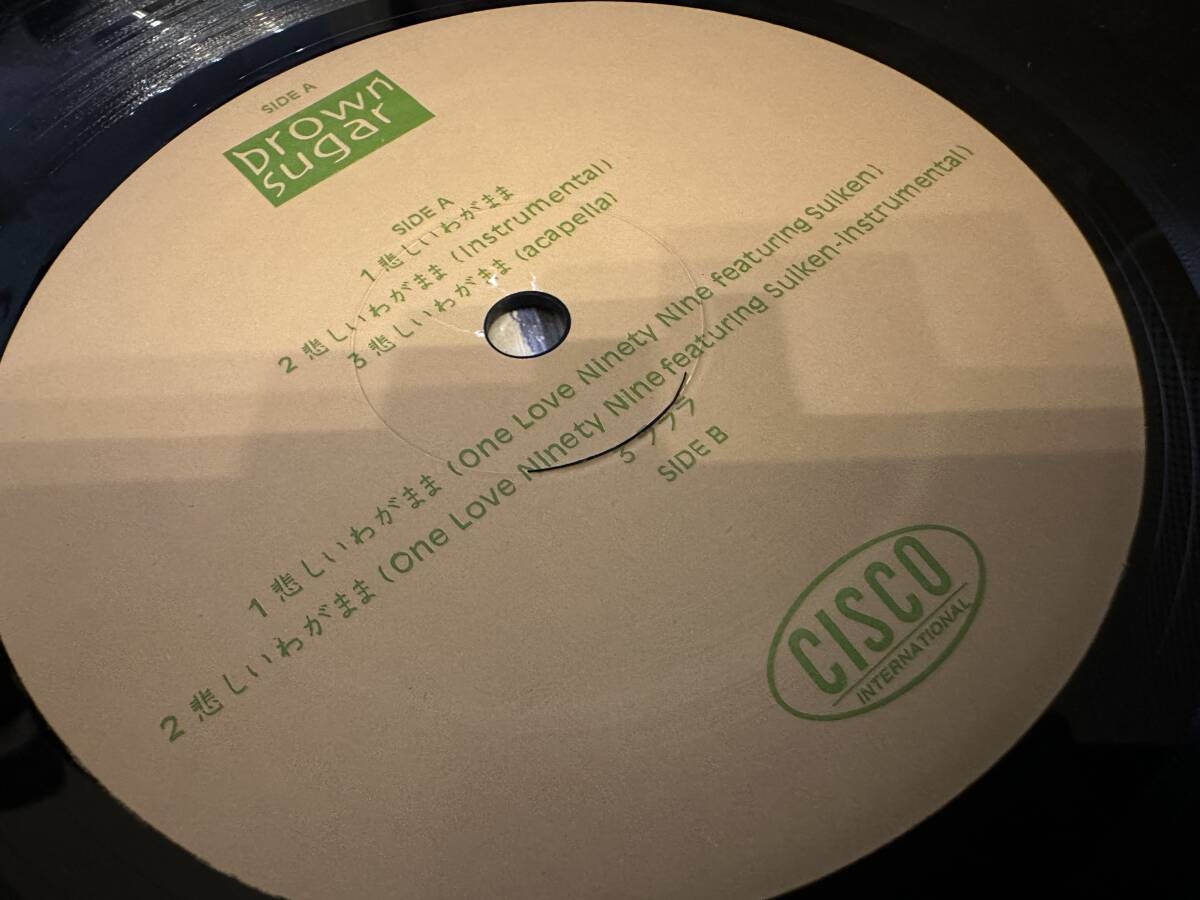 SIDE A
brown
sugar
SIDE A
1 悲しいわがまま
2 悲しいわがまま (instrumental)
3 悲しいわがまま (acapella)
1 悲しいわがまま (One Love Ninety Nine featuring Suiken)
2 悲しいわがまま (One Love Ninety Nine featuring Suiken-instrumental)
SIDE B
CISCO
INTERNATIONAL